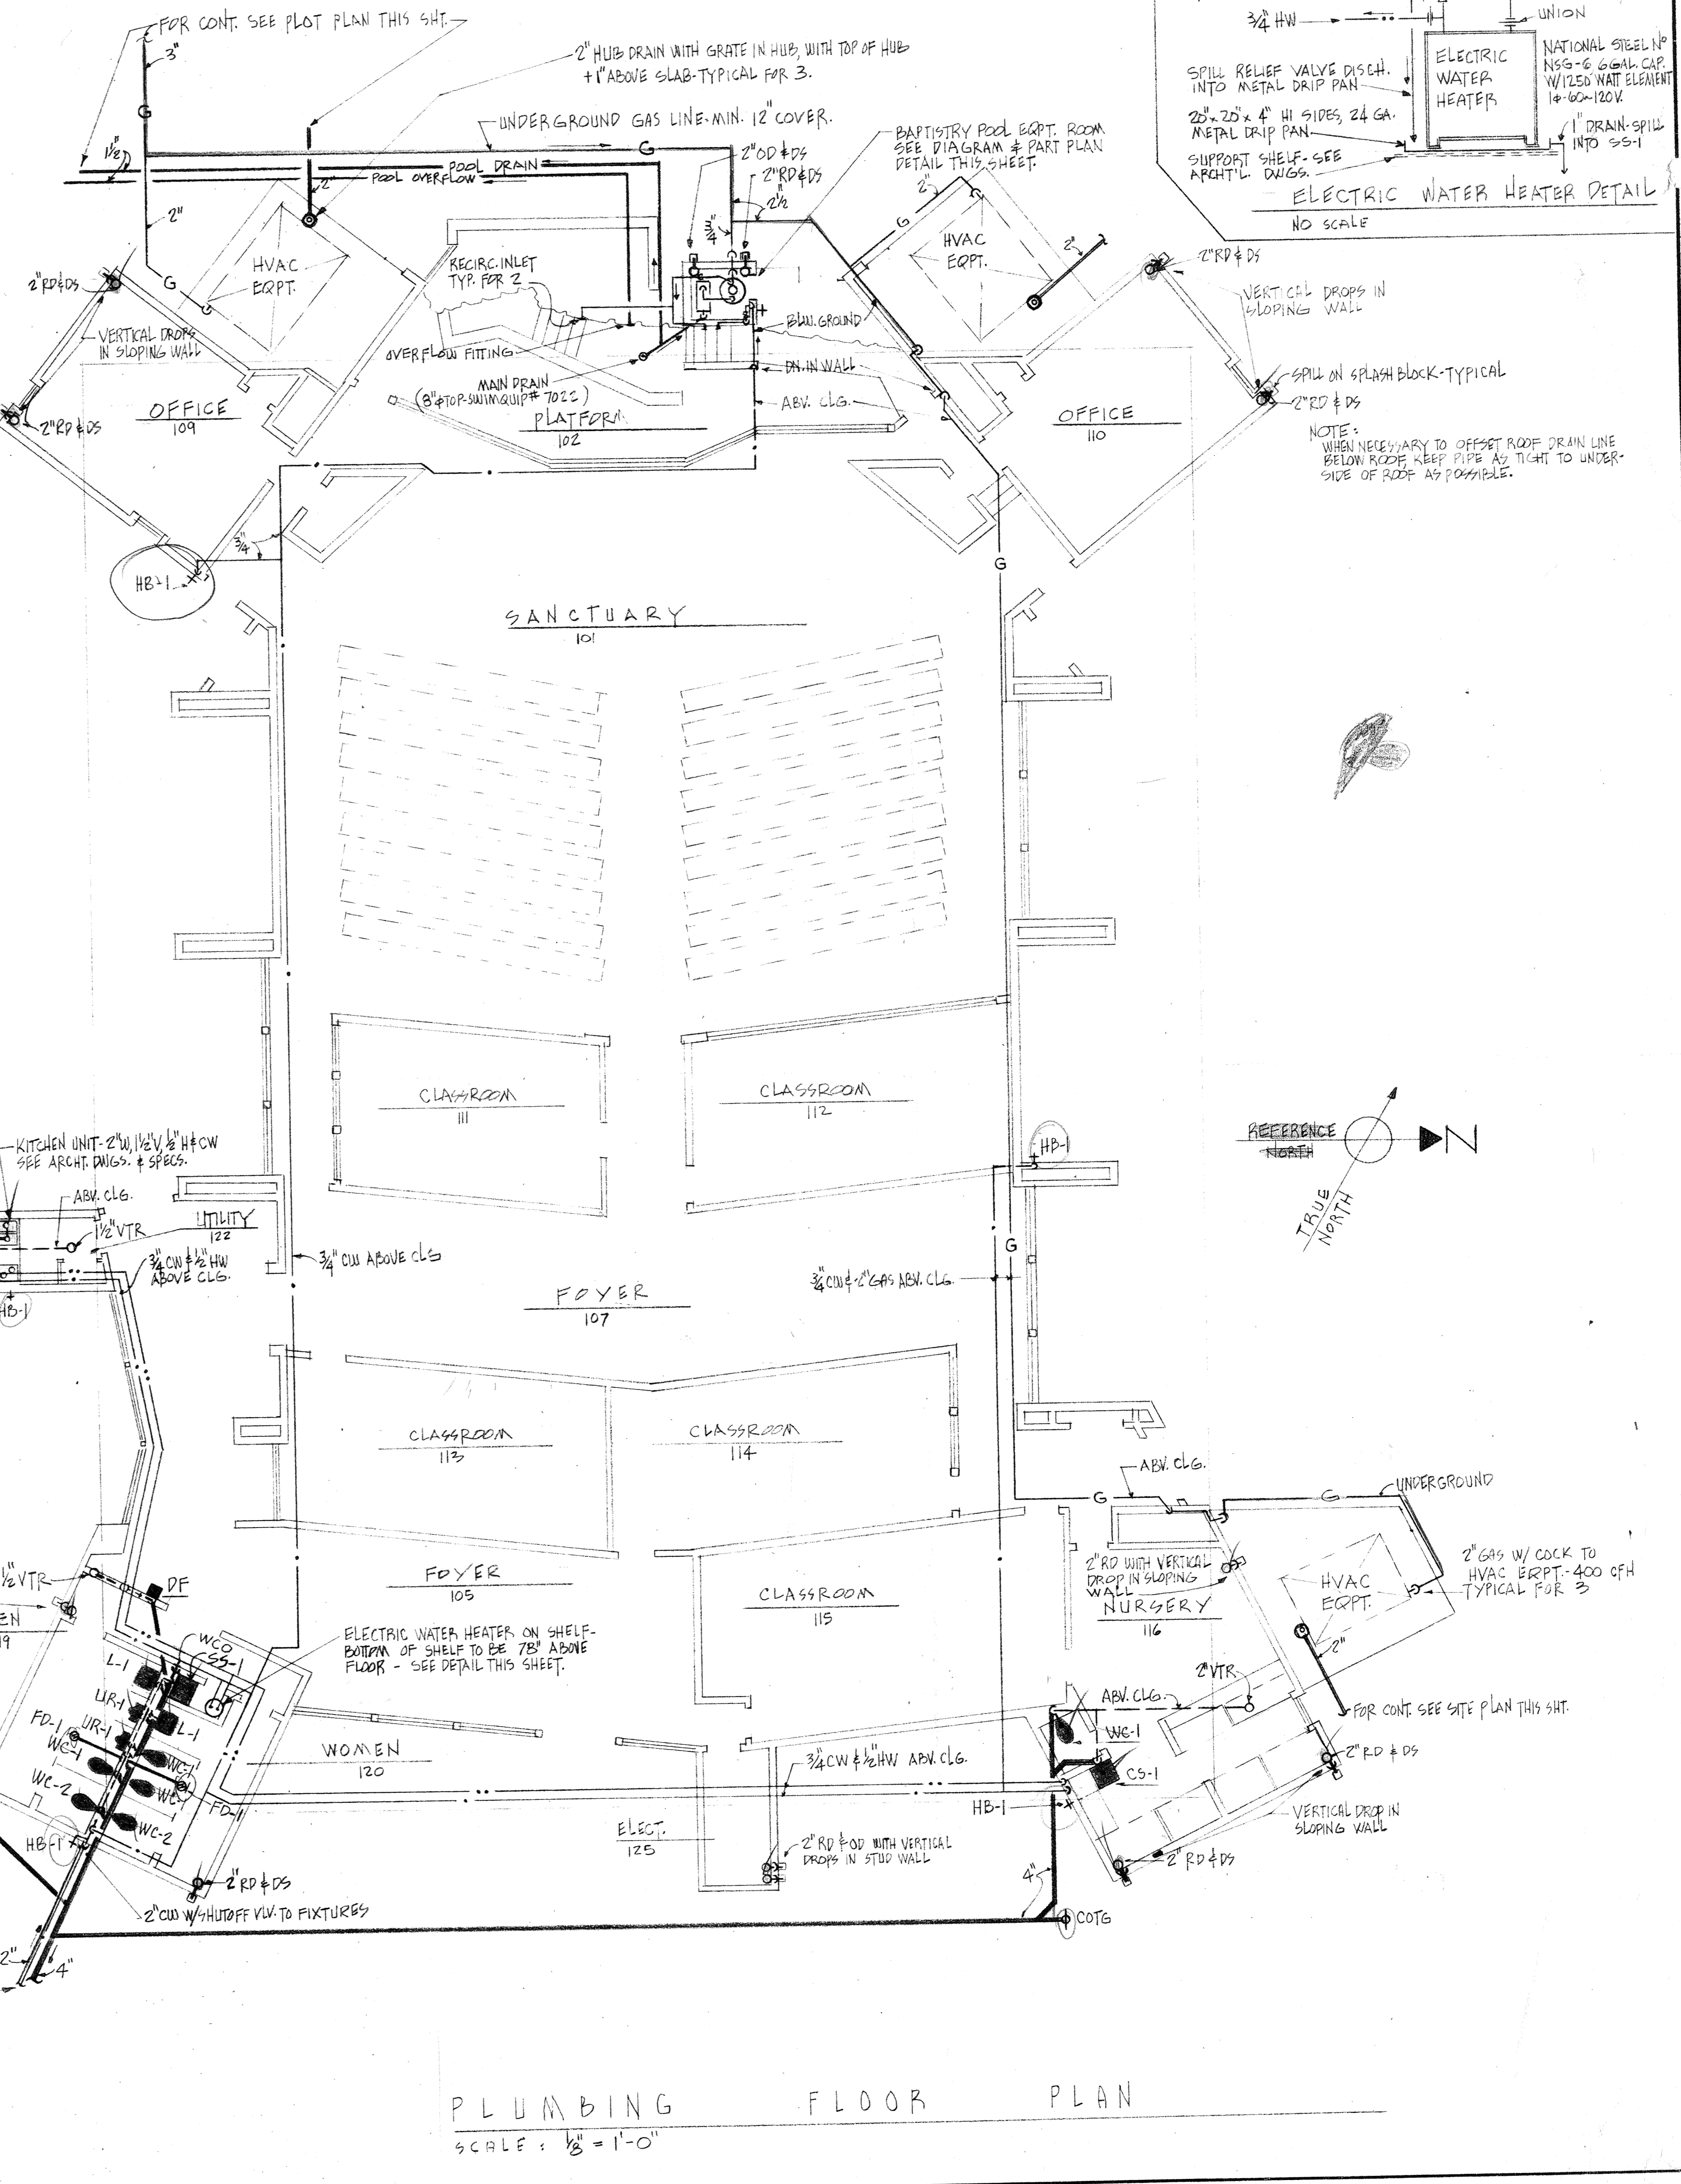 FOR CONT. SEE PLOT PLAN THIS SHT.
3"
2" HUB DRAIN WITH GRATE IN HUB, WITH TOP OF HUB
+1" ABOVE SLAB-TYPICAL FOR 3.
G
UNDERGROUND GAS LINE-MIN. 12" COVER.
G
1½"
POOL DRAIN
POOL OVERFLOW
2"
2"OD & DS
2"RD & DS
2½"
¾"
BAPTISTRY POOL EQPT. ROOM
SEE DIAGRAM & PART PLAN
DETAIL THIS SHEET.
¾" HW
UNION
ELECTRIC
WATER
HEATER
NATIONAL STEEL Nº
NSG-6 6GAL. CAP.
W/1250 WATT ELEMENT
1φ-60~120V.
SPILL RELIEF VALVE DISCH.
INTO METAL DRIP PAN
20"x20"x 4" HI SIDES, 24 GA.
METAL DRIP PAN
SUPPORT SHELF- SEE
ARCHT'L. DWGS.
1" DRAIN-SPILL
INTO SS-1
ELECTRIC WATER HEATER DETAIL
NO SCALE
2"
G
HVAC
EQPT.
G
2"RD & DS
VERTICAL DROPS
IN SLOPING WALL
RECIRC. INLET
TYP. FOR 2
OVERFLOW FITTING
MAIN DRAIN
(8"φTOP-SWIMQUIP# 7022)
PLATFORM
102
BLW. GROUND
DN. IN WALL
ABV. CLG.
2"
G
HVAC
EQPT.
2"
2"RD & DS
VERTICAL DROPS IN
SLOPING WALL
SPILL ON SPLASH BLOCK-TYPICAL
2"RD & DS
NOTE:
WHEN NECESSARY TO OFFSET ROOF DRAIN LINE
BELOW ROOF, KEEP PIPE AS TIGHT TO UNDER-
SIDE OF ROOF AS POSSIBLE.
OFFICE
109
2"RD & DS
OFFICE
110
¾"
HB-1
G
SANCTUARY
101
CLASSROOM
111
CLASSROOM
112
HB-1
REFERENCE
NORTH
N
TRUE
NORTH
KITCHEN UNIT-2"W, 1½"V, ½"H&CW
SEE ARCHT. DWGS. & SPECS.
ABV. CLG.
1½"VTR
UTILITY
122
¾"CW & ½"HW
ABOVE CLG.
HB-1
¾" CW ABOVE CLG
G
¾"CW & 2"GAS ABV. CLG.
FOYER
107
CLASSROOM
113
CLASSROOM
114
ABV. CLG.
G
G
UNDERGROUND
½ VTR
DF
FOYER
105
CLASSROOM
115
2"RD WITH VERTICAL
DROP IN SLOPING
WALL
NURSERY
116
HVAC
EQPT.
2"GAS W/ COCK TO
HVAC EQPT.-400 CFH
TYPICAL FOR 3
2"
EN
19
WCO
SS-1
L-1
ELECTRIC WATER HEATER ON SHELF-
BOTTOM OF SHELF TO BE 78" ABOVE
FLOOR - SEE DETAIL THIS SHEET.
UR-1
FD-1
UR-1
L-1
WC-1
WC-1
WC-2
WC-1
FD-1
WC-2
HB-1
WOMEN
120
¾"CW & ½"HW ABV. CLG.
2"VTR
ABV. CLG.
WC-1
CS-1
HB-1
FOR CONT. SEE SITE PLAN THIS SHT.
2"RD & DS
VERTICAL DROP IN
SLOPING WALL
2"RD & DS
ELECT.
125
2" RD & OD WITH VERTICAL
DROPS IN STUD WALL
2"RD & DS
2"CW W/SHUTOFF VLV. TO FIXTURES
4"
COTG
2"
4"
PLUMBING FLOOR PLAN
SCALE: ⅛" = 1'-0"